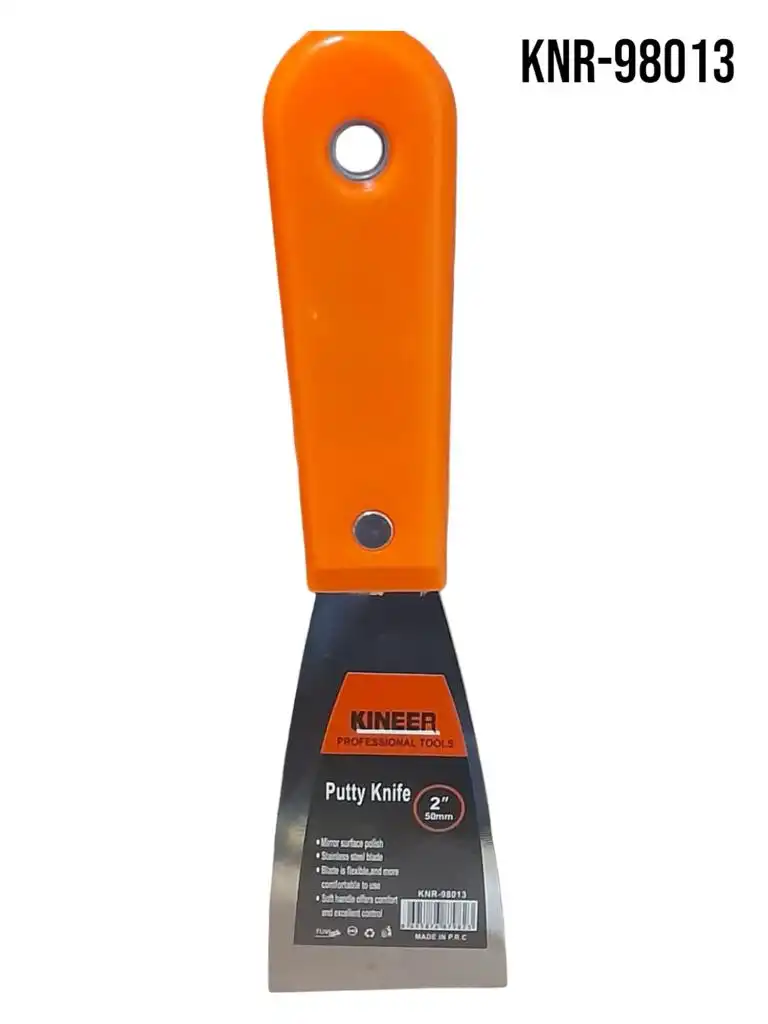 KNR-98013
KINEER
PROFESSIONAL TOOLS
Putty Knife
2"
50mm
•Mirror surface polish
•Stainless steel blade
•Blade is flexible,and more
comfortable to use
•Soft handle offers comfort
and excellent control
KNR-98013
MADE IN P.R.C